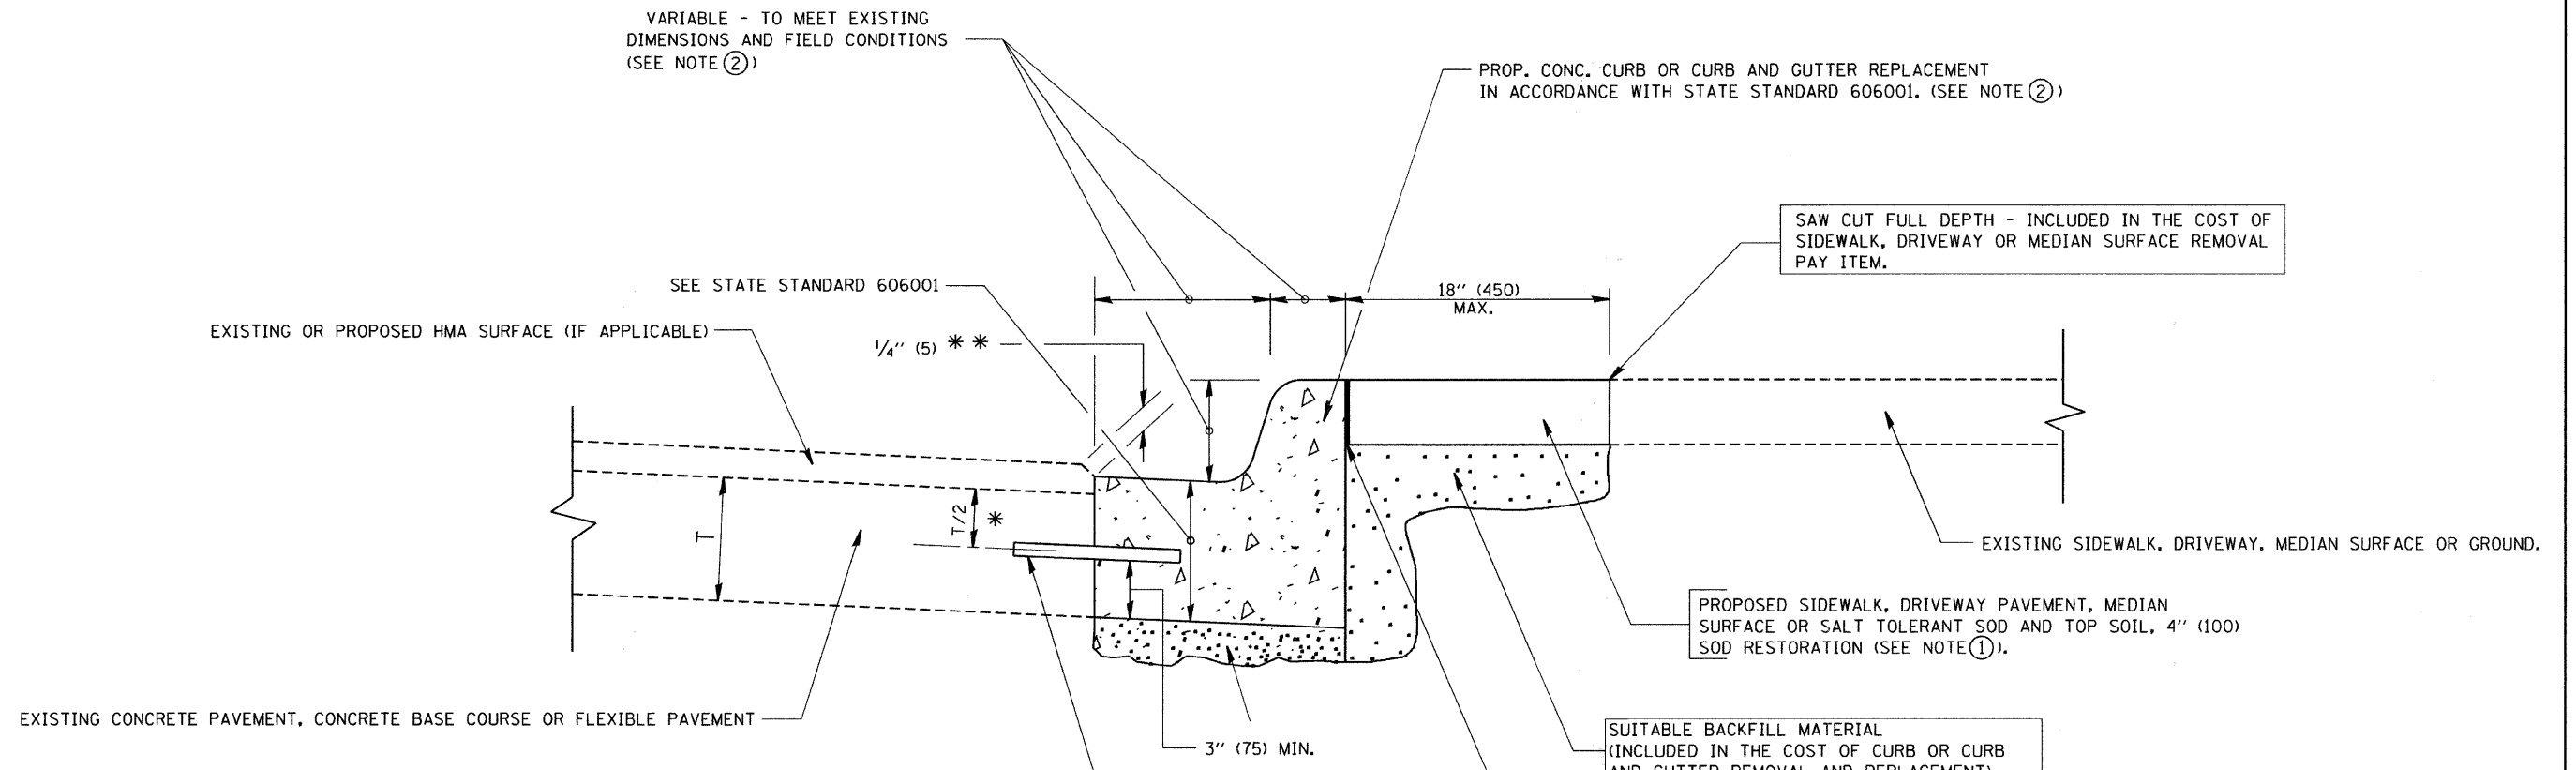 VARIABLE - TO MEET EXISTING
DIMENSIONS AND FIELD CONDITIONS
(SEE NOTE ②)
PROP. CONC. CURB OR CURB AND GUTTER REPLACEMENT
IN ACCORDANCE WITH STATE STANDARD 606001. (SEE NOTE ②)
SAW CUT FULL DEPTH - INCLUDED IN THE COST OF
SIDEWALK, DRIVEWAY OR MEDIAN SURFACE REMOVAL
PAY ITEM.
SEE STATE STANDARD 606001
18" (450)
MAX.
EXISTING OR PROPOSED HMA SURFACE (IF APPLICABLE)
1/4" (5) * *
T
T/2 *
EXISTING SIDEWALK, DRIVEWAY, MEDIAN SURFACE OR GROUND.
PROPOSED SIDEWALK, DRIVEWAY PAVEMENT, MEDIAN
SURFACE OR SALT TOLERANT SOD AND TOP SOIL, 4" (100)
SOD RESTORATION (SEE NOTE ①).
EXISTING CONCRETE PAVEMENT, CONCRETE BASE COURSE OR FLEXIBLE PAVEMENT
3" (75) MIN.
SUITABLE BACKFILL MATERIAL
(INCLUDED IN THE COST OF CURB OR CURB
AND GUTTER REMOVAL AND REPLACEMENT)